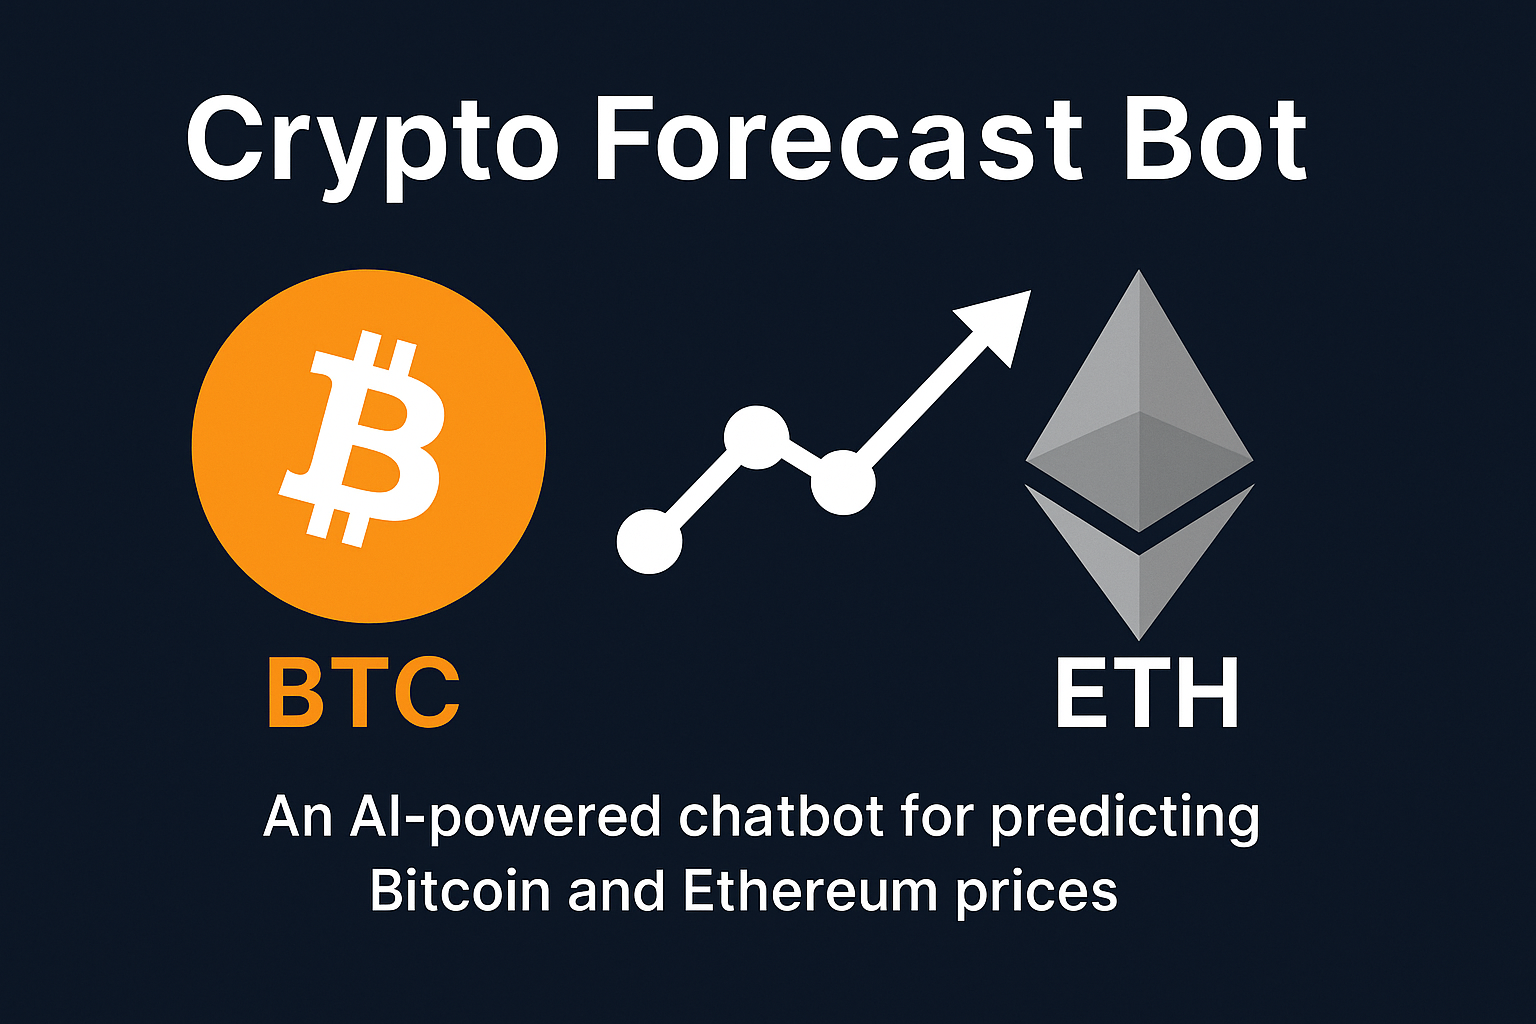 Crypto Forecast Bot
BTC
ETH
An AI-powered chatbot for predicting
Bitcoin and Ethereum prices